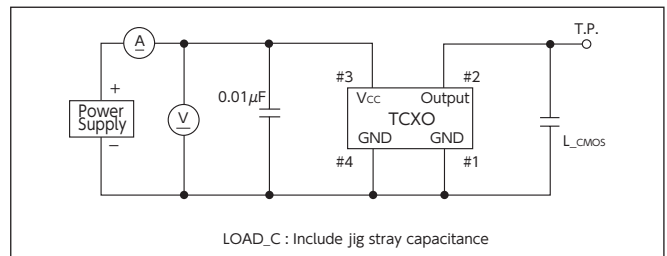 T.P.
A
#3
#2
+
0.01μF
Vcc
Output
Power
Supply
V
TCXO
L_CMOS
GND
GND
−
#4
#1
LOAD_C : Include jig stray capacitance